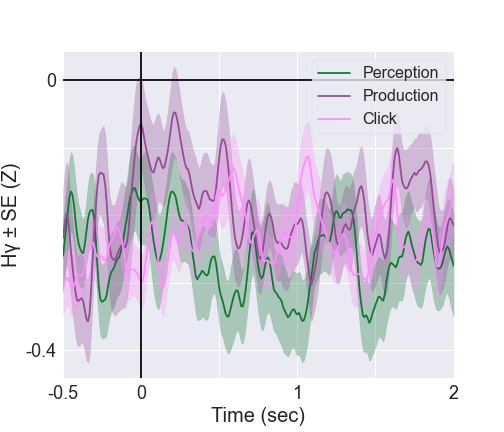 Perception
Production
Click
Hγ ± SE (Z)
0
-0.4
-0.5
0
1
2
Time (sec)